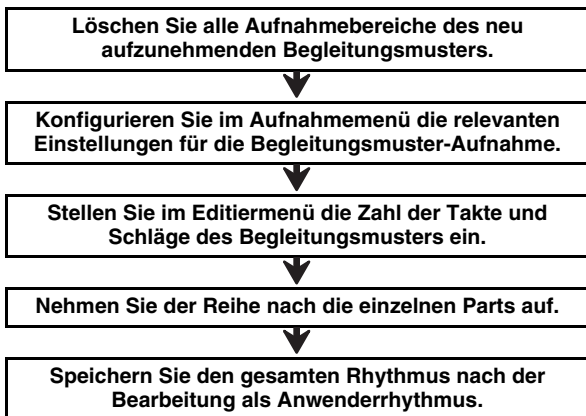 Löschen Sie alle Aufnahmebereiche des neu
aufzunehmenden Begleitungsmusters.
Konfigurieren Sie im Aufnahmemenü die relevanten
Einstellungen für die Begleitungsmuster-Aufnahme.
Stellen Sie im Editiermenü die Zahl der Takte und
Schläge des Begleitungsmusters ein.
Nehmen Sie der Reihe nach die einzelnen Parts auf.
Speichern Sie den gesamten Rhythmus nach der
Bearbeitung als Anwenderrhythmus.